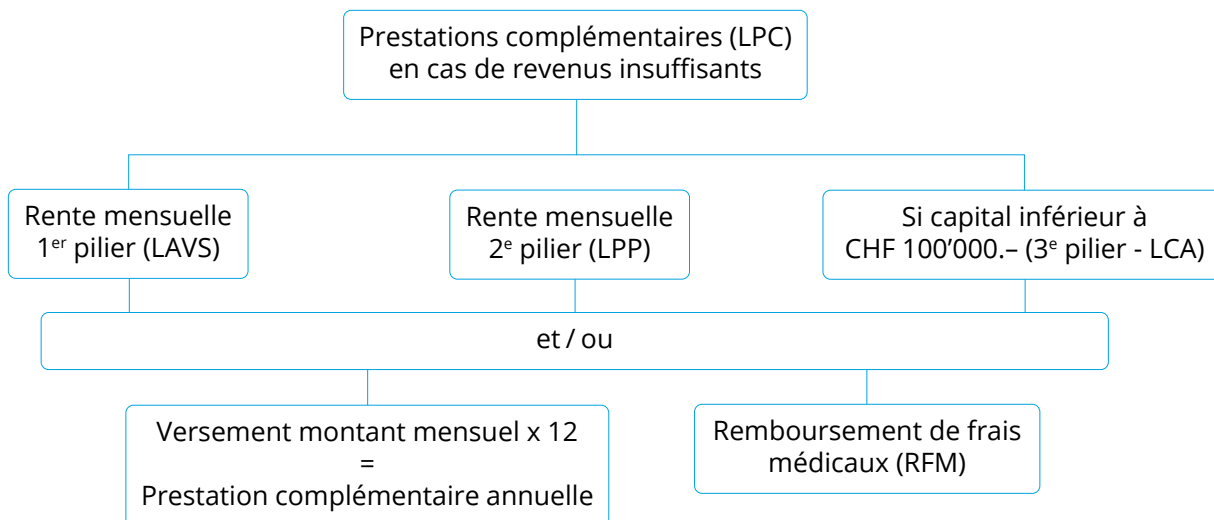 Prestations complémentaires (LPC)
en cas de revenus insuffisants
Rente mensuelle
1er pilier (LAVS)
Rente mensuelle
2e pilier (LPP)
Si capital inférieur à
CHF 100’000.– (3e pilier - LCA)
et / ou
Versement montant mensuel x 12
=
Prestation complémentaire annuelle
Remboursement de frais
médicaux (RFM)